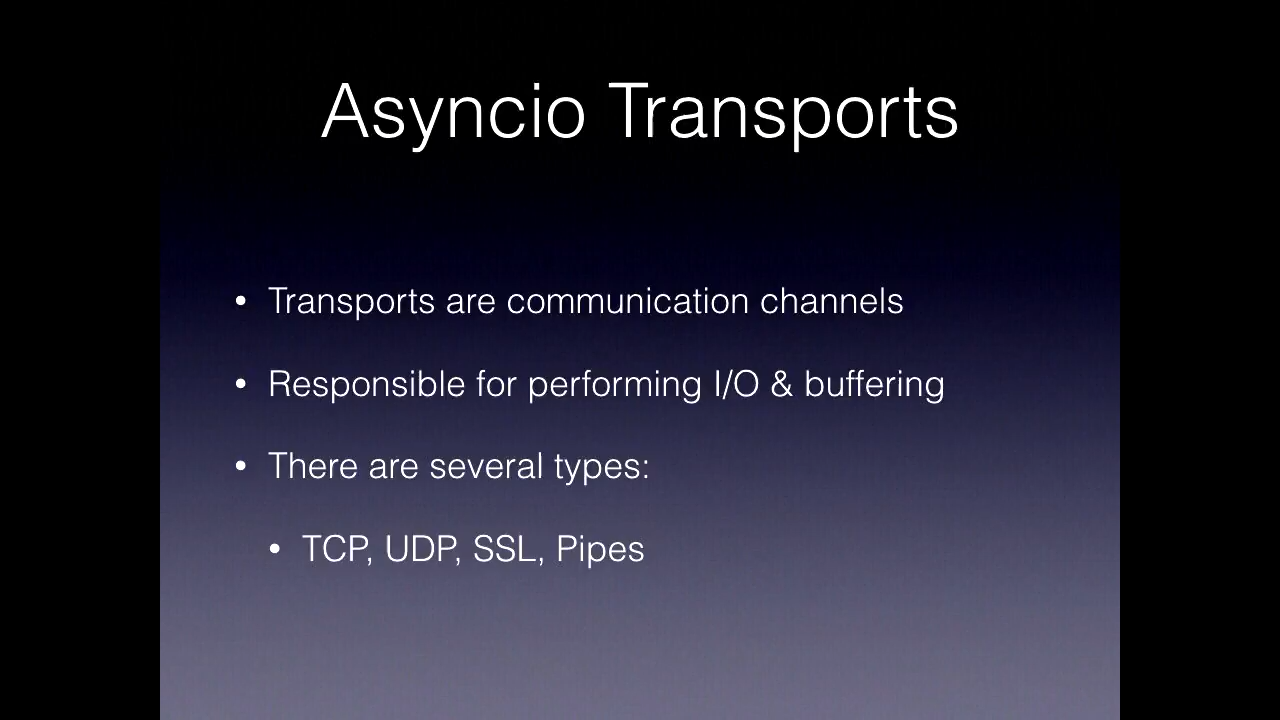 Asyncio Transports
• Transports are communication channels
• Responsible for performing I/O & buffering
• There are several types:
• TCP, UDP, SSL, Pipes